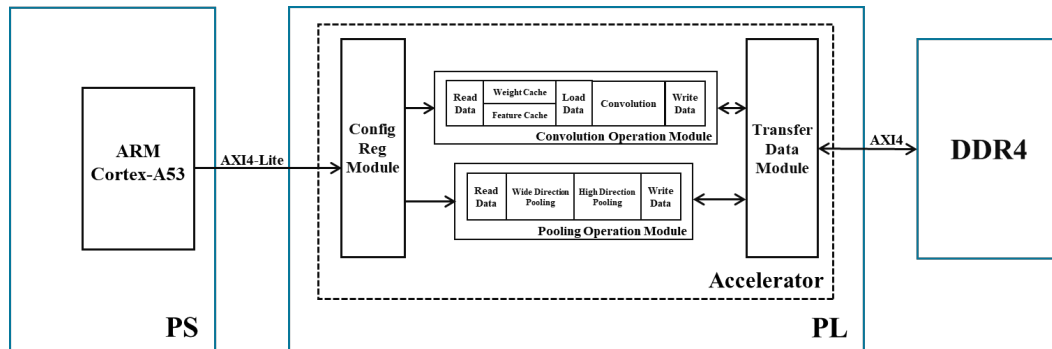 ARM
Cortex-A53
PS
AXI4-Lite
Config
Reg
Module
Read
Data
Weight Cache
Feature Cache
Load
Data
Convolution
Write
Data
Convolution Operation Module
Read
Data
Wide Direction
Pooling
High Direction
Pooling
Write
Data
Pooling Operation Module
Transfer
Data
Module
Accelerator
PL
AXI4
DDR4